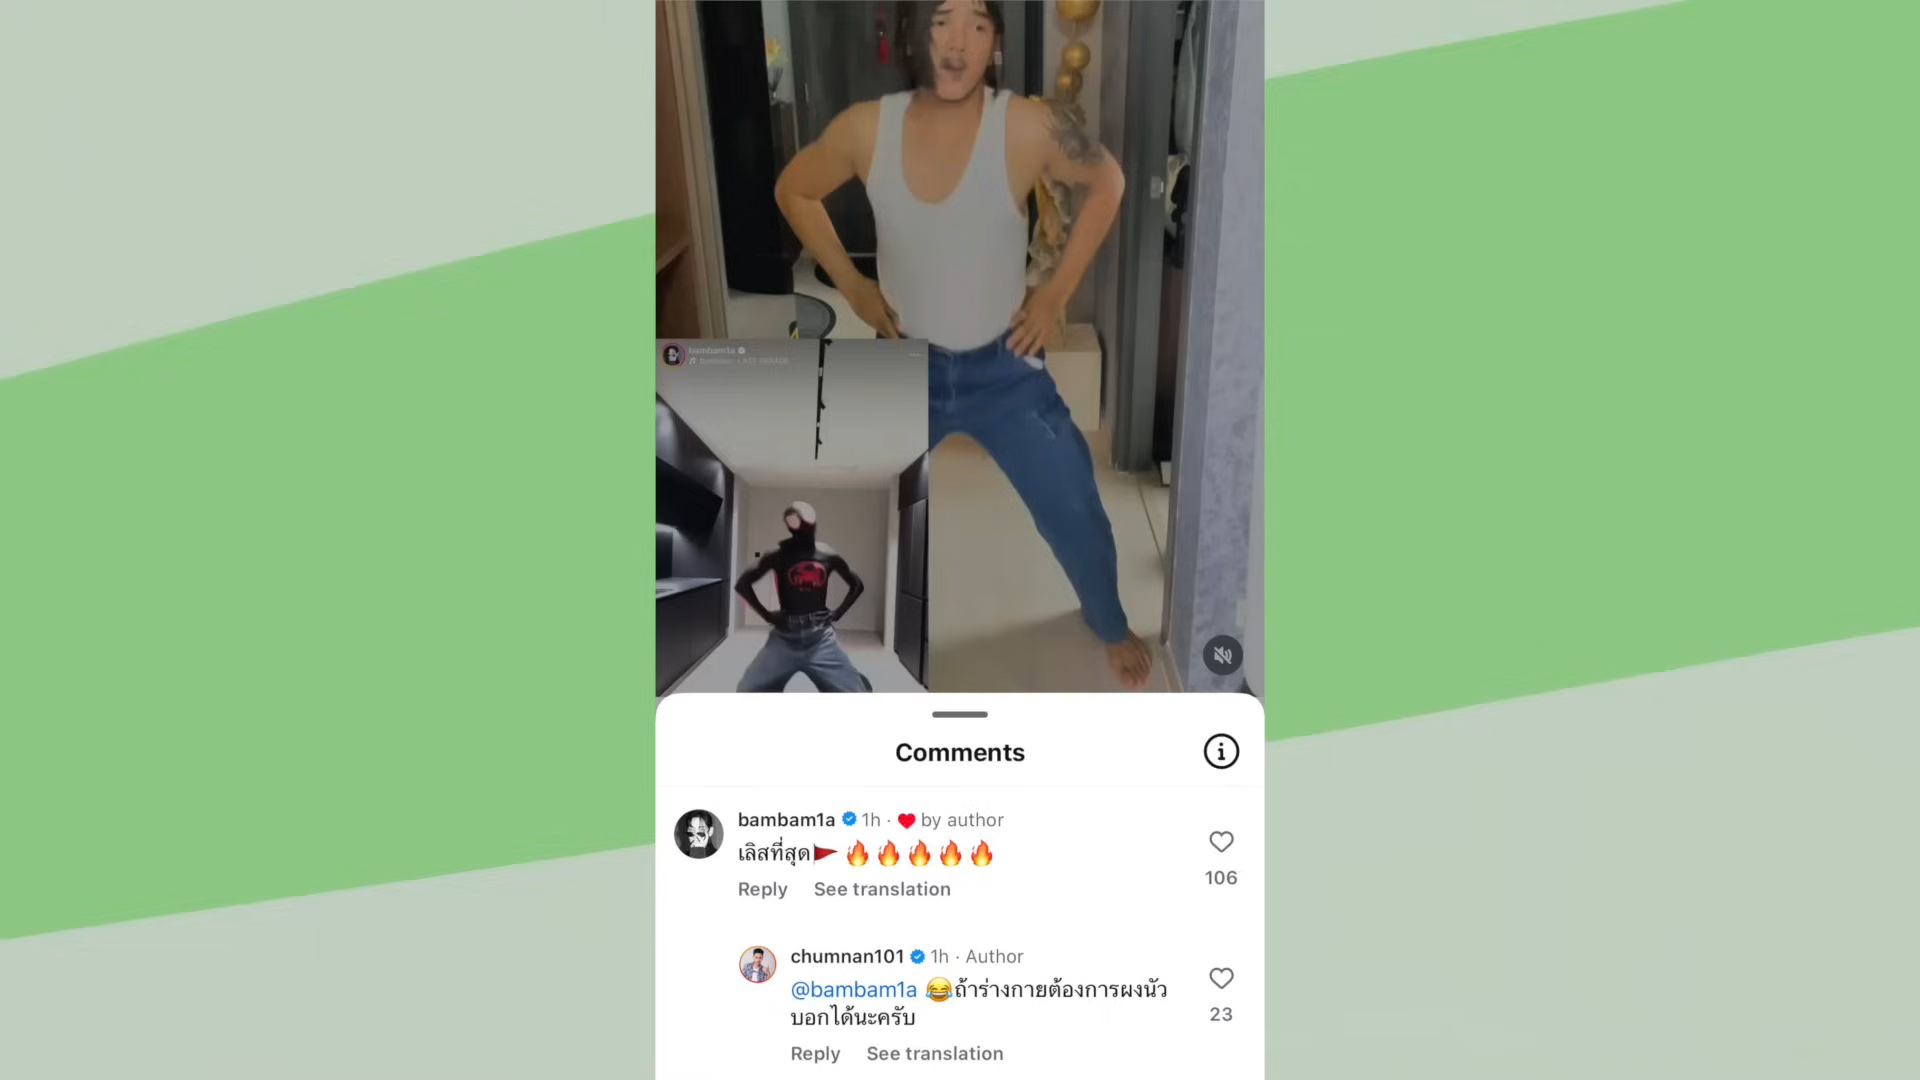 bambam1a
Comments
bambam1a 1h · ❤️ by author
เลิสที่สุด🚩🔥🔥🔥🔥🔥
Reply See translation
106
chumnan101 1h · Author
@bambam1a 😂ถ้าร่างกายต้องการผงนัว
บอกได้นะครับ
23
Reply See translation